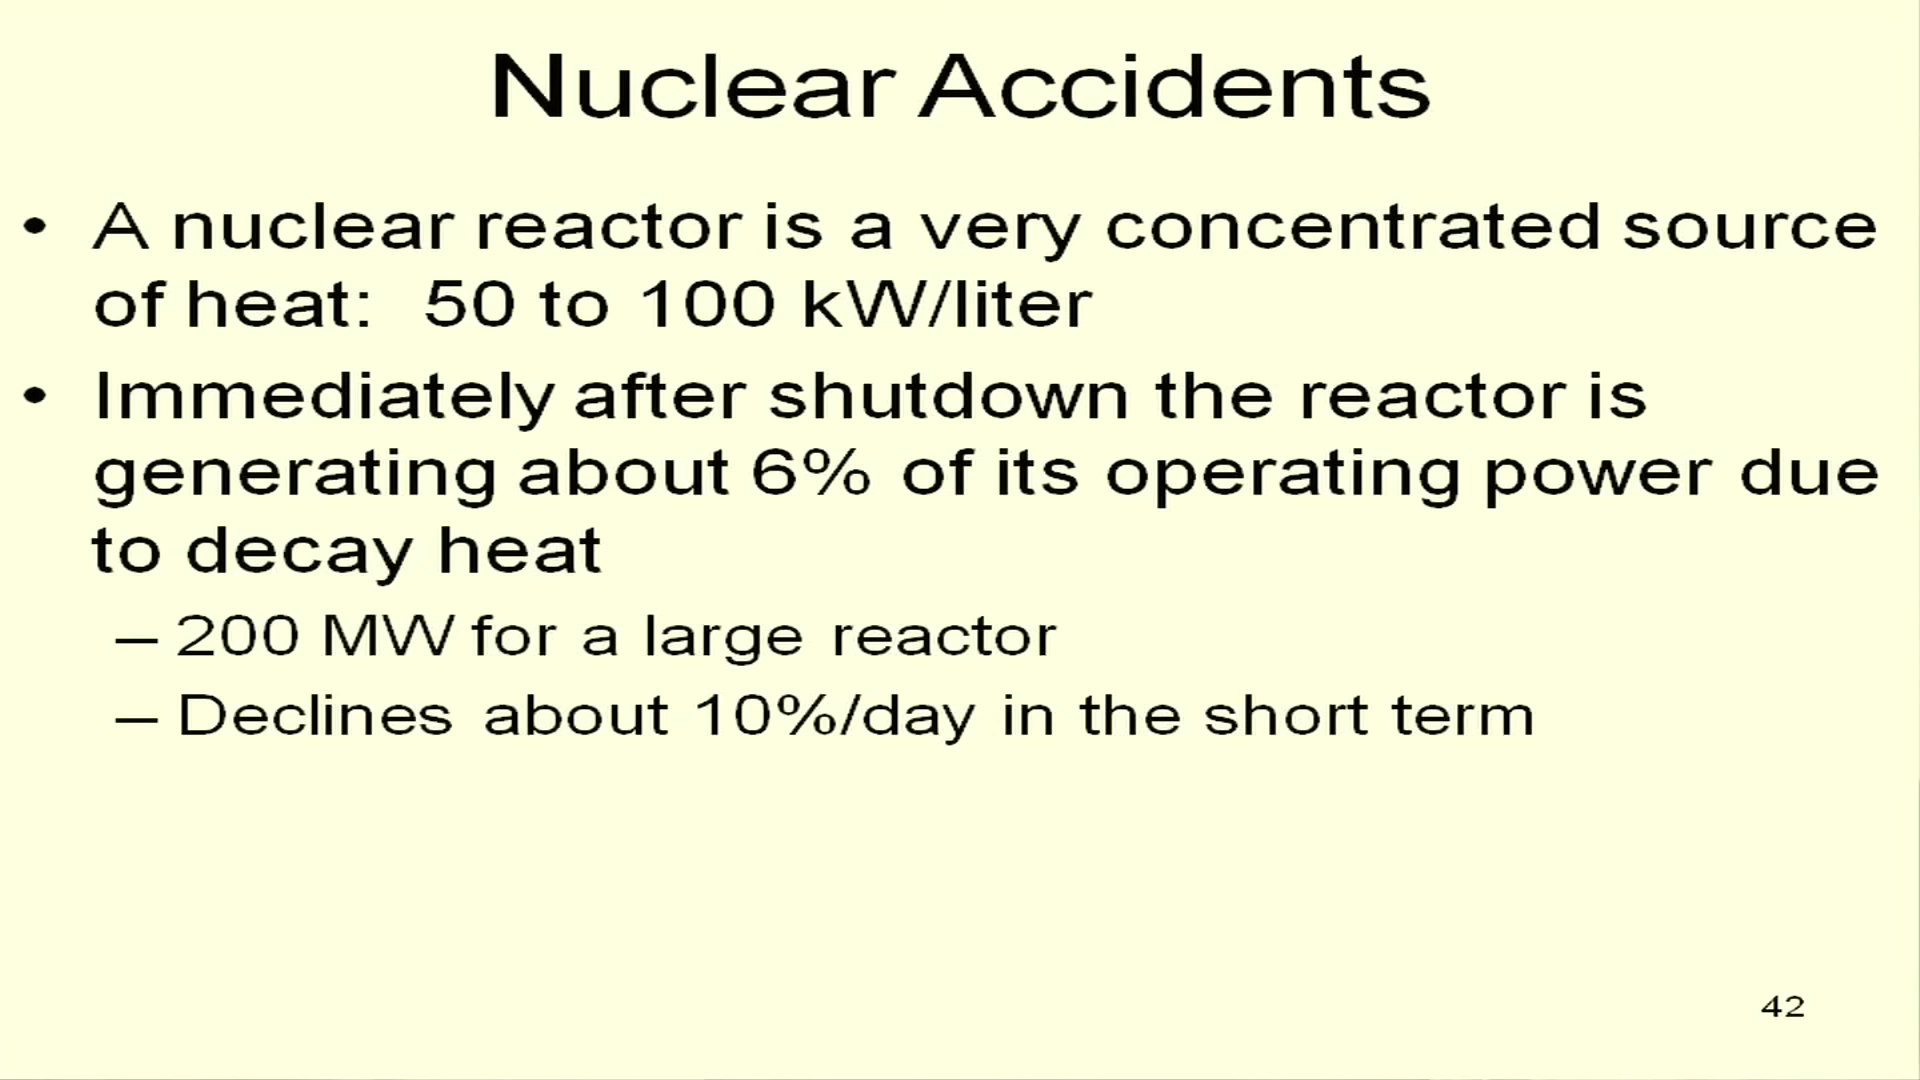 Nuclear Accidents
• A nuclear reactor is a very concentrated source
of heat: 50 to 100 kW/liter
• Immediately after shutdown the reactor is
generating about 6% of its operating power due
to decay heat
– 200 MW for a large reactor
– Declines about 10%/day in the short term
42